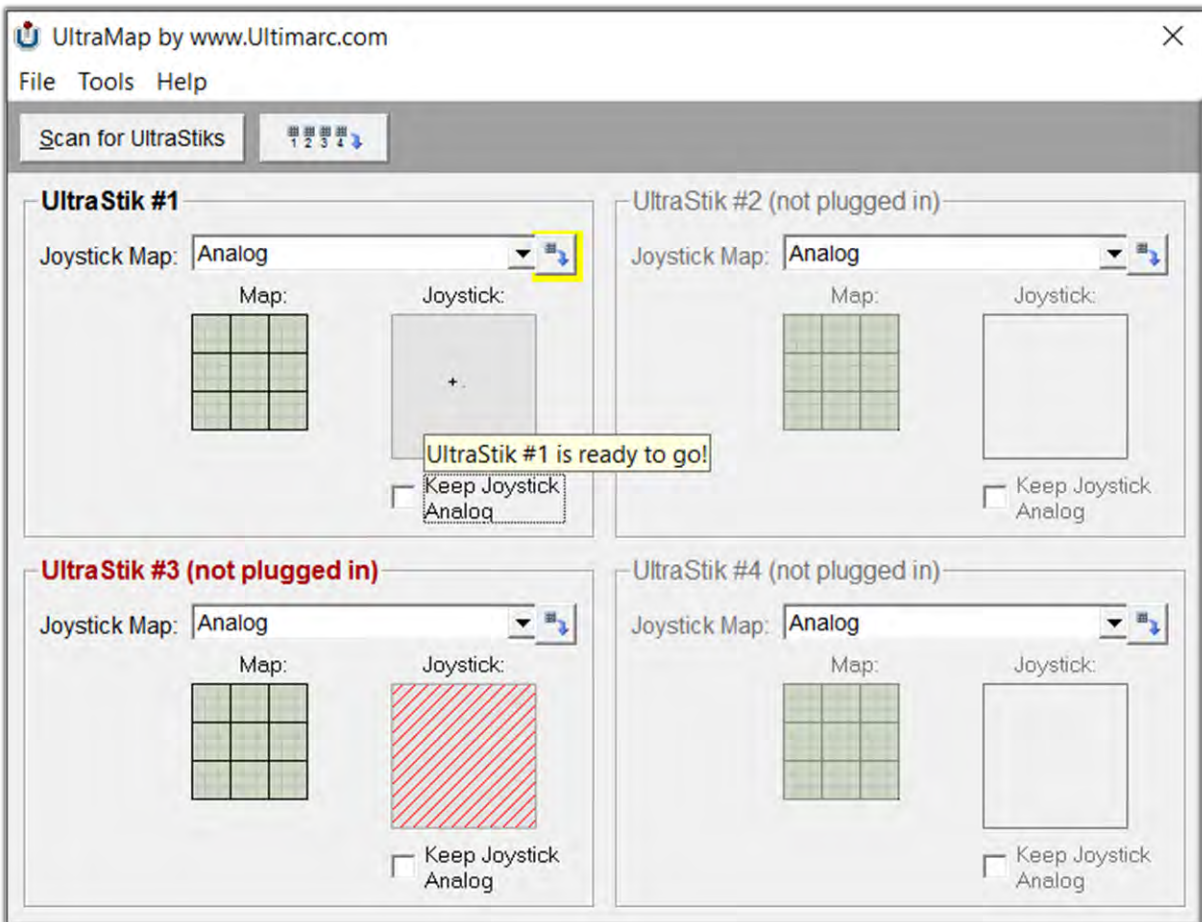 UltraMap by www.Ultimarc.com
File Tools Help
Scan for UltraStiks
1 2 3 4
UltraStik #1
Joystick Map: Analog
Map: Joystick:
UltraStik #1 is ready to go!
Keep Joystick
Analog
UltraStik #2 (not plugged in)
Joystick Map: Analog
Map: Joystick:
Keep Joystick
Analog
UltraStik #3 (not plugged in)
Joystick Map: Analog
Map: Joystick:
Keep Joystick
Analog
UltraStik #4 (not plugged in)
Joystick Map: Analog
Map: Joystick:
Keep Joystick
Analog